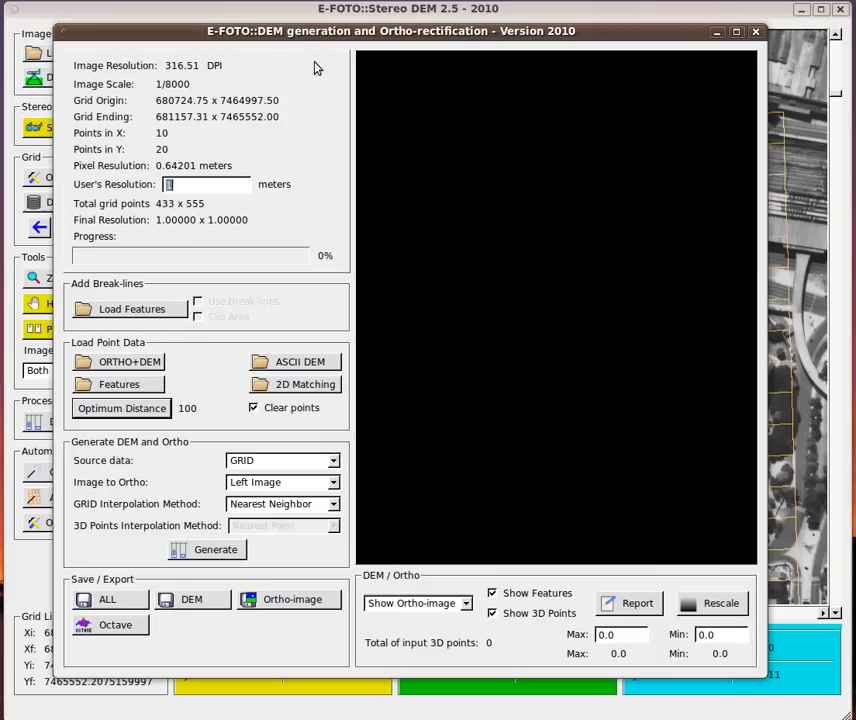 E-FOTO::Stereo DEM 2.5 - 2010
E-FOTO::DEM generation and Ortho-rectification - Version 2010
Image
Image Resolution: 316.51 DPI
Image Scale: 1/8000
Grid Origin: 680724.75 x 7464997.50
Grid Ending: 681157.31 x 7465552.00
Points in X: 10
Points in Y: 20
Pixel Resulution: 0.64201 meters
User's Resolution: meters
Total grid points 433 x 555
Final Resolution: 1.00000 x 1.00000
Progress:
0%
Add Break-lines
Load Features
Use break-lines
Clip Area
Load Point Data
ORTHO+DEM
ASCII DEM
Features
2D Matching
Optimum Distance 100
Clear points
Generate DEM and Ortho
Source data: GRID
Image to Ortho: Left Image
GRID Interpolation Method: Nearest Neighbor
3D Points Interpolation Method: Nearest Point
Generate
Save / Export
ALL
DEM
Ortho-image
Octave
DEM / Ortho
Show Ortho-image
Show Features
Show 3D Points
Report
Rescale
Total of input 3D points: 0
Max: 0.0
Min: 0.0
Max: 0.0
Min: 0.0
Stereo
Grid
Tools
Image
Both
Proces
Autom
Grid Li
Xi: 68
Xf: 68
Yi: 74
Yf: 7465552.2075159997
0
11